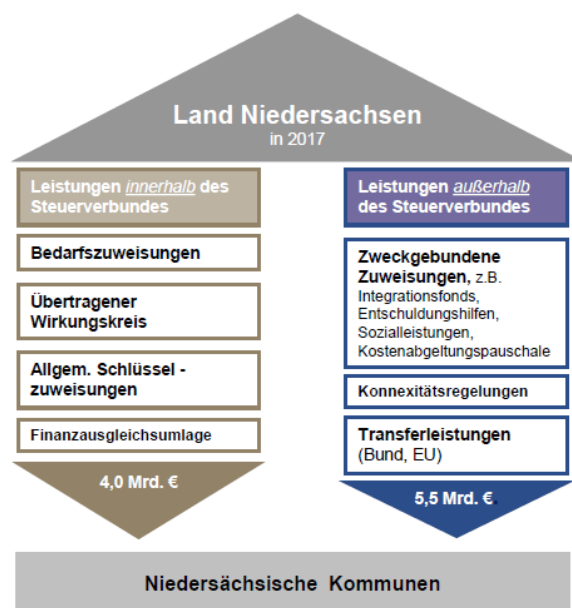 Land Niedersachsen
in 2017
Leistungen innerhalb des
Steuerverbundes
Bedarfszuweisungen
Übertragener
Wirkungskreis
Allgem. Schlüssel -
zuweisungen
Finanzausgleichsumlage
4,0 Mrd. €
Leistungen außerhalb
des Steuerverbundes
Zweckgebundene
Zuweisungen, z.B.
Integrationsfonds,
Entschuldungshilfen,
Sozialleistungen,
Kostenabgeltungspauschale
Konnexitätsregelungen
Transferleistungen
(Bund, EU)
5,5 Mrd. €.
Niedersächsische Kommunen